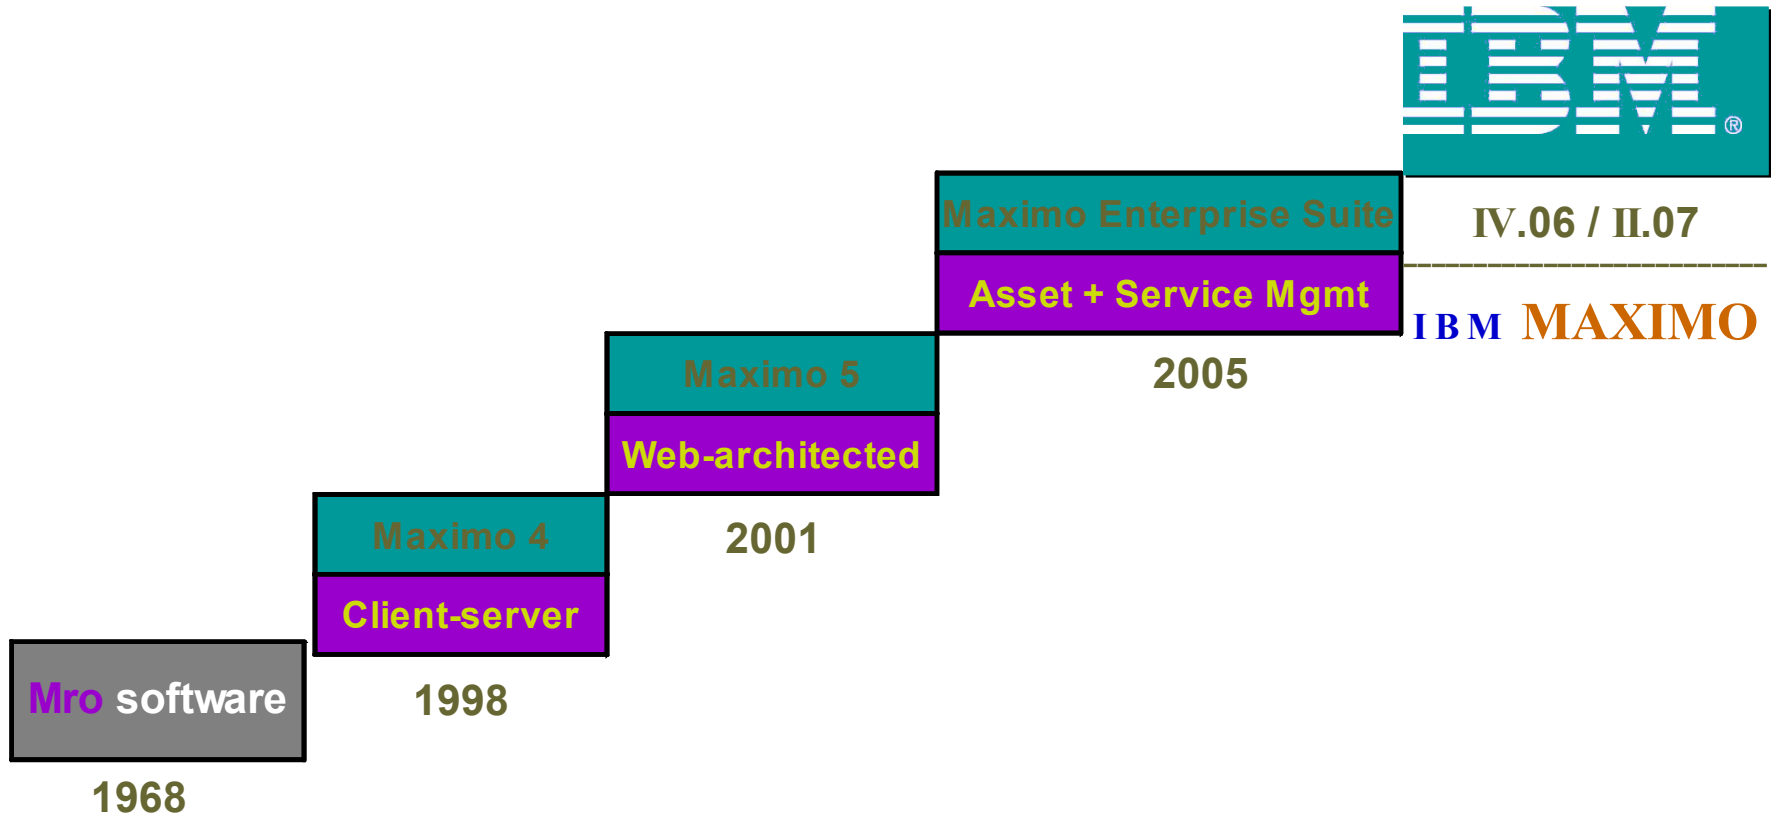 IBM®
IV.06 / II.07
IBM MAXIMO
Maximo Enterprise Suite
Asset + Service Mgmt
2005
Maximo 5
Web-architected
2001
Maximo 4
Client-server
1998
Mro software
1968